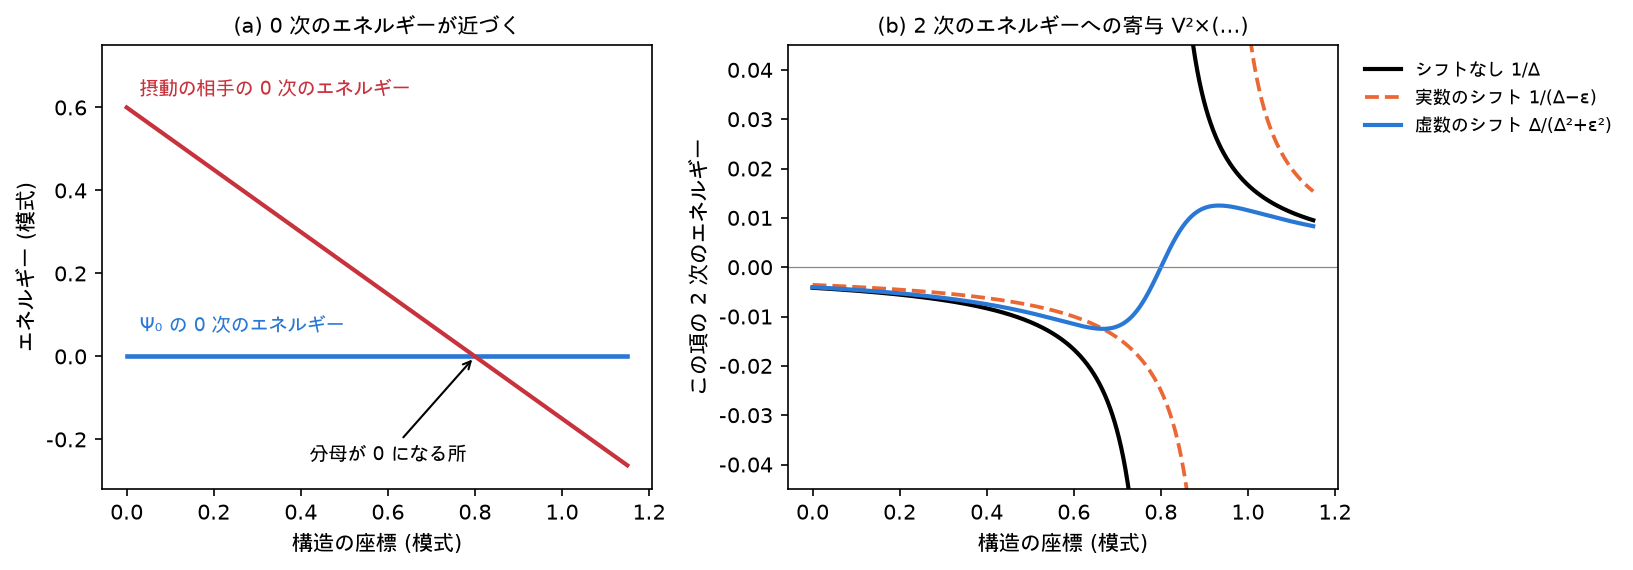 (a) 0 次のエネルギーが近づく
摂動の相手の 0 次のエネルギー
Ψ₀ の 0 次のエネルギー
分母が 0 になる所
エネルギー (模式)
0.6
0.4
0.2
0.0
-0.2
0.0 0.2 0.4 0.6 0.8 1.0 1.2
構造の座標 (模式)
(b) 2 次のエネルギーへの寄与 V²×(...)
この項の 2 次のエネルギー
0.04
0.03
0.02
0.01
0.00
-0.01
-0.02
-0.03
-0.04
0.0 0.2 0.4 0.6 0.8 1.0 1.2
構造の座標 (模式)
シフトなし 1/Δ
実数のシフト 1/(Δ−ε)
虚数のシフト Δ/(Δ²+ε²)